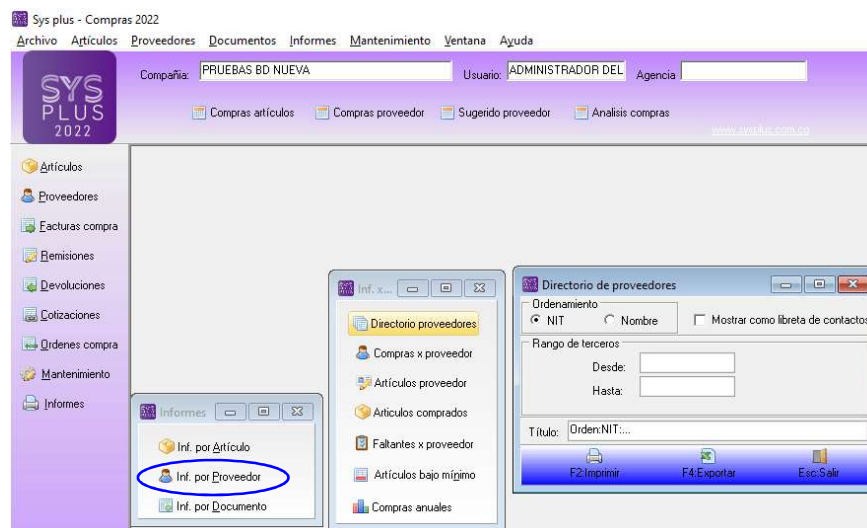 Sys plus - Compras 2022
Archivo Artículos Proveedores Documentos Informes Mantenimiento Ventana Ayuda
SYS
PLUS
2022
Compañia: PRUEBAS BD NUEVA Usuario: ADMINISTRADOR DEL Agencia
Compras artículos Compras proveedor Sugerido proveedor Analisis compras
www.sysplus.com.co
Artículos
Proveedores
Facturas compra
Remisiones
Devoluciones
Cotizaciones
Ordenes compra
Mantenimiento
Informes
Informes
Inf. por Artículo
Inf. por Proveedor
Inf. por Documento
Inf. x...
Directorio proveedores
Compras x proveedor
Artículos proveedor
Articulos comprados
Faltantes x proveedor
Artículos bajo mínimo
Compras anuales
Directorio de proveedores
Ordenamiento
NIT Nombre Mostrar como libreta de contactos
Rango de terceros
Desde:
Hasta:
Título: Orden:NIT:...
F2:Imprimir F4:Exportar Esc:Salir